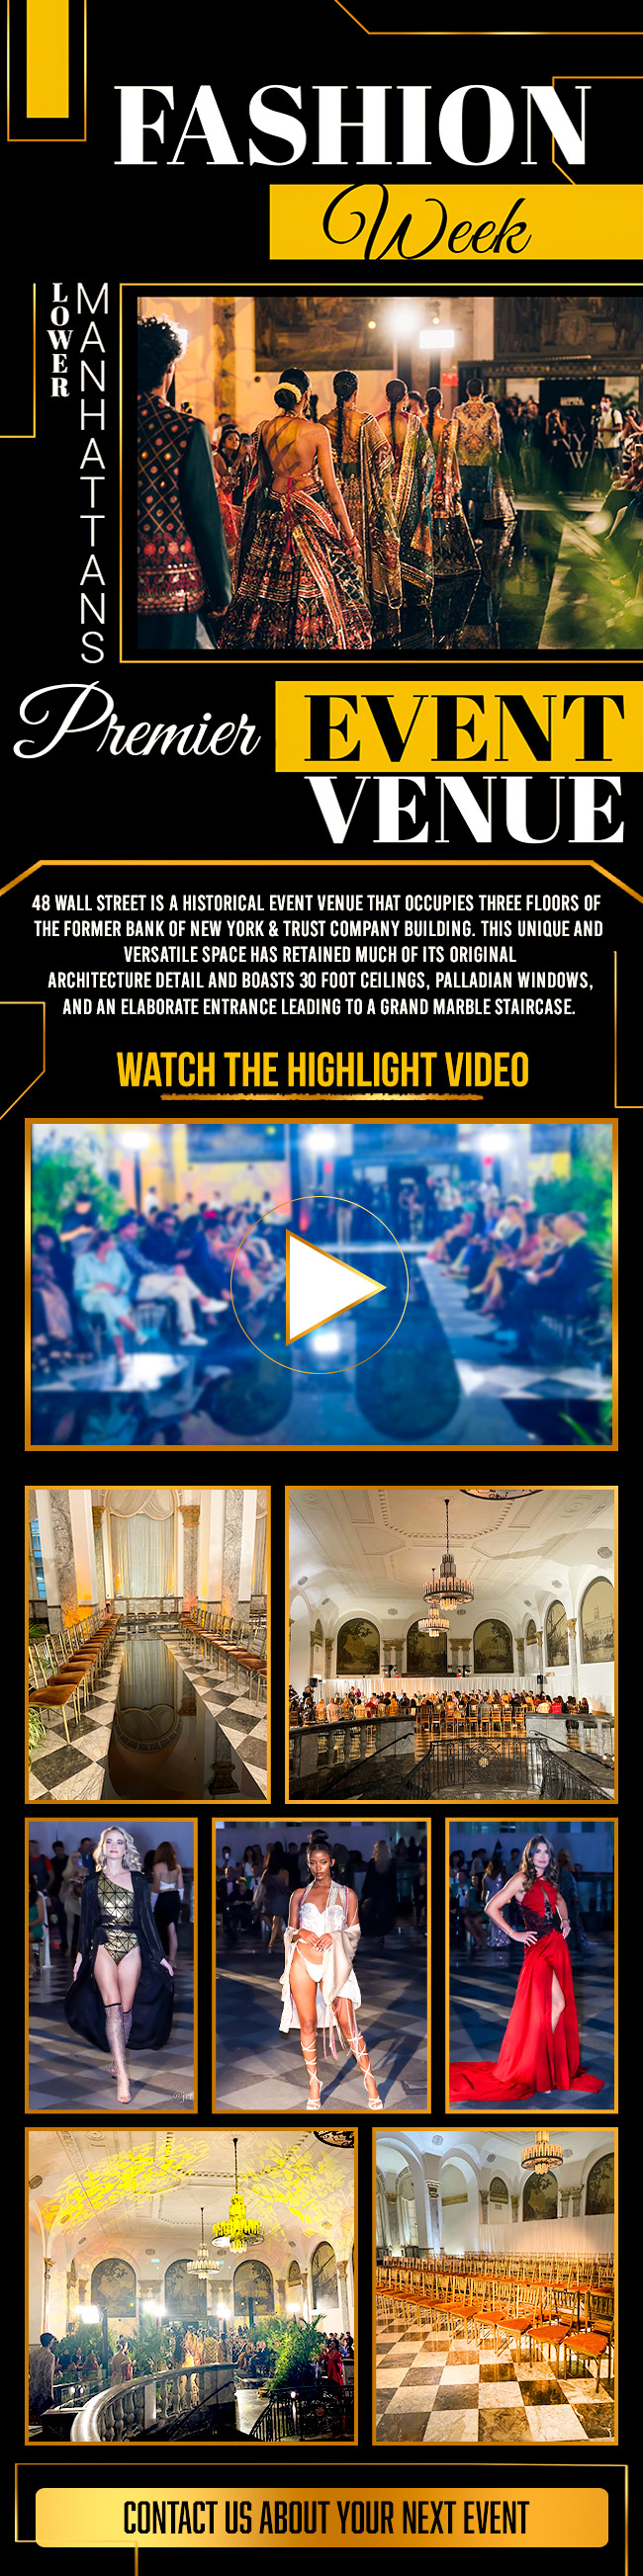 FASHION
Week
LOWER
MANHATTANS
Premier EVENT
VENUE
48 WALL STREET IS A HISTORICAL EVENT VENUE THAT OCCUPIES THREE FLOORS OF
THE FORMER BANK OF NEW YORK & TRUST COMPANY BUILDING. THIS UNIQUE AND
VERSATILE SPACE HAS RETAINED MUCH OF ITS ORIGINAL
ARCHITECTURE DETAIL AND BOASTS 30 FOOT CEILINGS, PALLADIAN WINDOWS,
AND AN ELABORATE ENTRANCE LEADING TO A GRAND MARBLE STAIRCASE.
WATCH THE HIGHLIGHT VIDEO
CONTACT US ABOUT YOUR NEXT EVENT